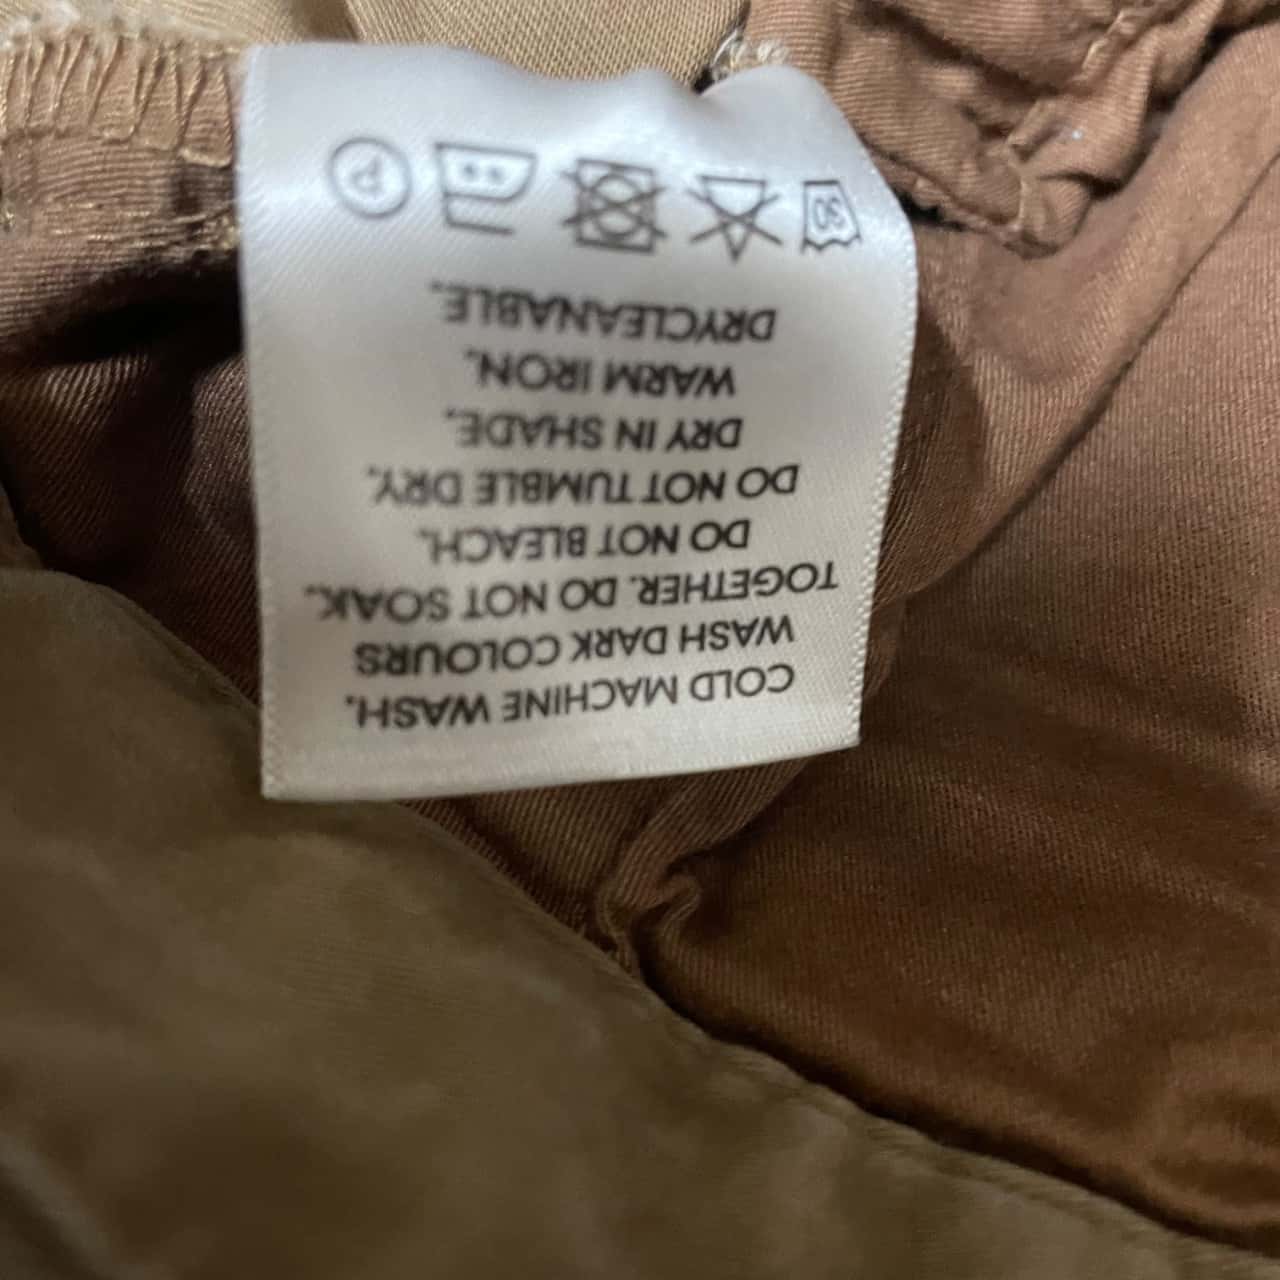 COLD MACHINE WASH.
WASH DARK COLOURS
TOGETHER. DO NOT SOAK.
DO NOT BLEACH.
DO NOT TUMBLE DRY.
DRY IN SHADE.
WARM IRON.
DRYCLEANABLE.
P